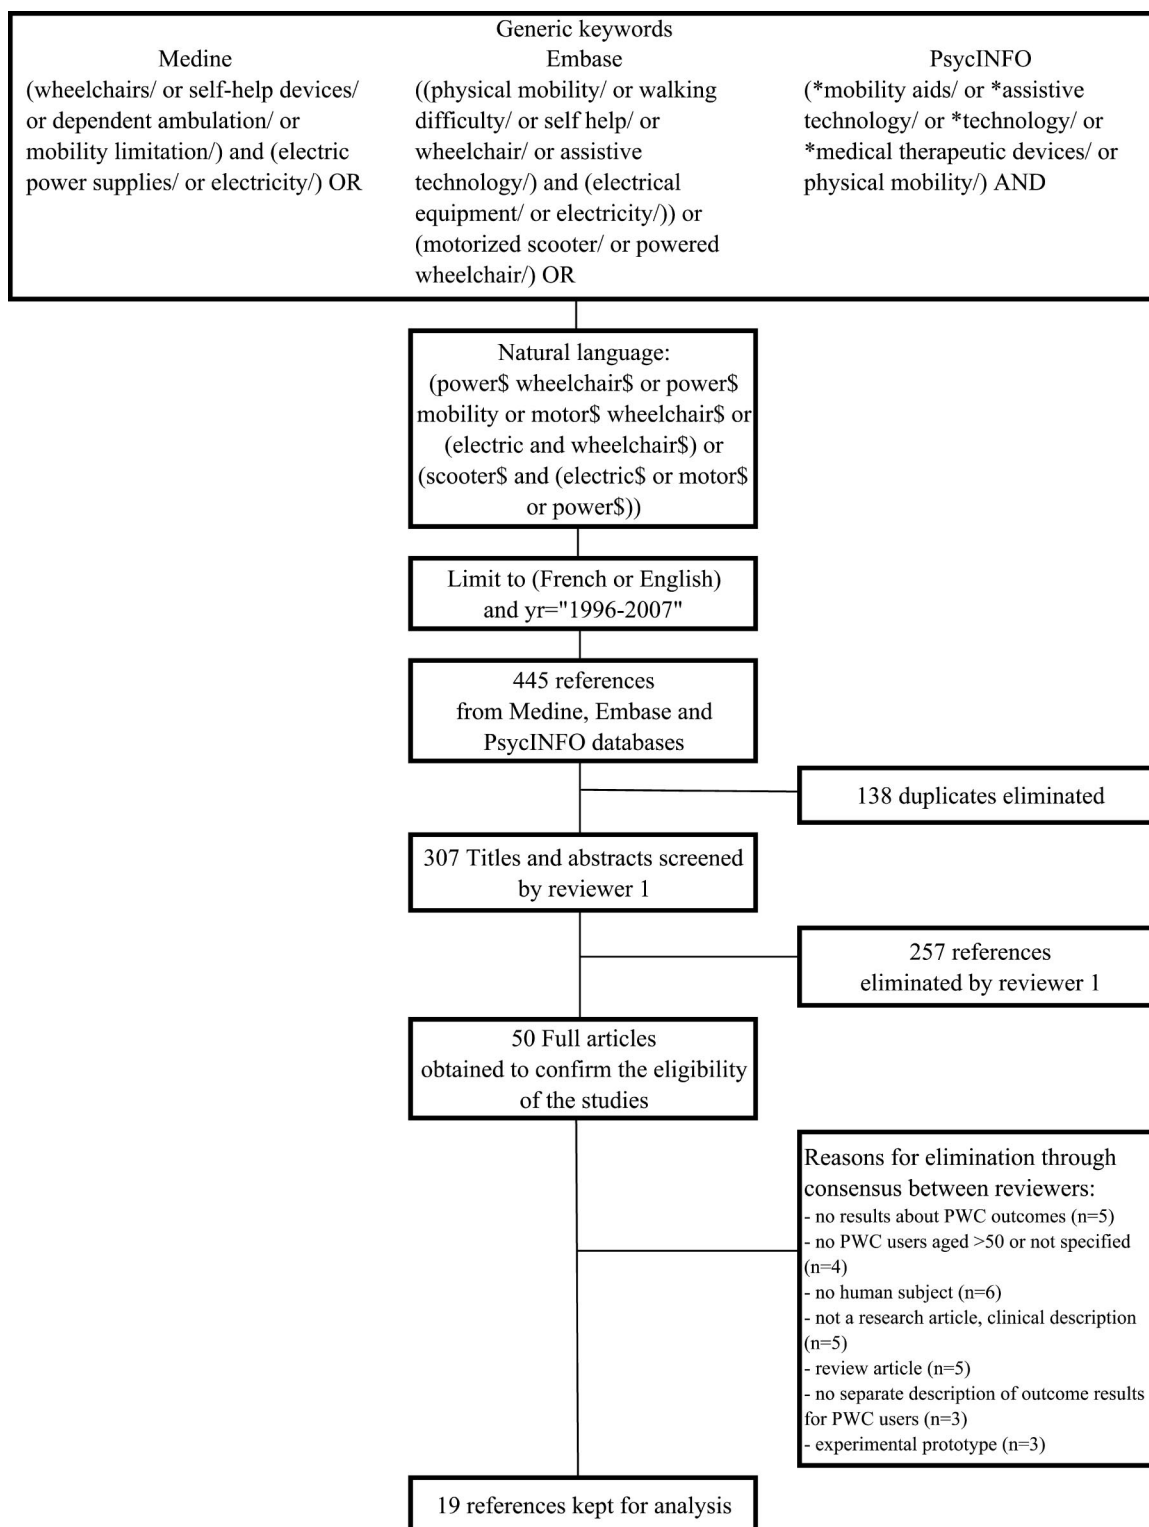 Generic keywords
Medine
(wheelchairs/ or self-help devices/
or dependent ambulation/ or
mobility limitation/) and (electric
power supplies/ or electricity/) OR
Embase
((physical mobility/ or walking
difficulty/ or self help/ or
wheelchair/ or assistive
technology/) and (electrical
equipment/ or electricity/)) or
(motorized scooter/ or powered
wheelchair/) OR
PsycINFO
(*mobility aids/ or *assistive
technology/ or *technology/ or
*medical therapeutic devices/ or
physical mobility/) AND
Natural language:
(power$ wheelchair$ or power$
mobility or motor$ wheelchair$ or
(electric and wheelchair$) or
(scooter$ and (electric$ or motor$
or power$))
Limit to (French or English)
and yr="1996-2007"
445 references
from Medine, Embase and
PsycINFO databases
138 duplicates eliminated
307 Titles and abstracts screened
by reviewer 1
257 references
eliminated by reviewer 1
50 Full articles
obtained to confirm the eligibility
of the studies
Reasons for elimination through
consensus between reviewers:
- no results about PWC outcomes (n=5)
- no PWC users aged >50 or not specified
(n=4)
- no human subject (n=6)
- not a research article, clinical description
(n=5)
- review article (n=5)
- no separate description of outcome results
for PWC users (n=3)
- experimental prototype (n=3)
19 references kept for analysis